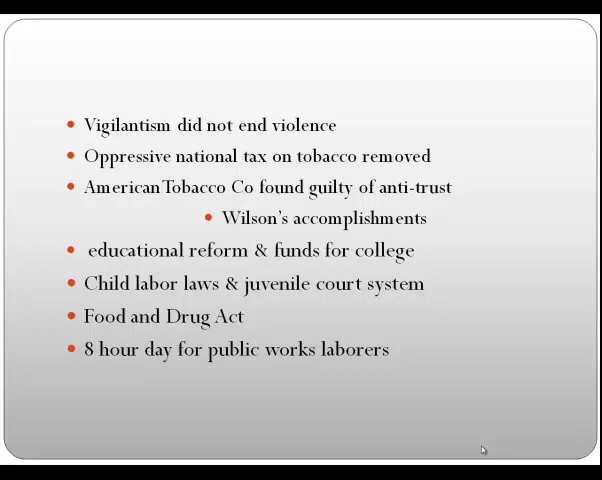 • Vigilantism did not end violence
• Oppressive national tax on tobacco removed
• American Tobacco Co found guilty of anti-trust
• Wilson's accomplishments
• educational reform & funds for college
• Child labor laws & juvenile court system
• Food and Drug Act
• 8 hour day for public works laborers